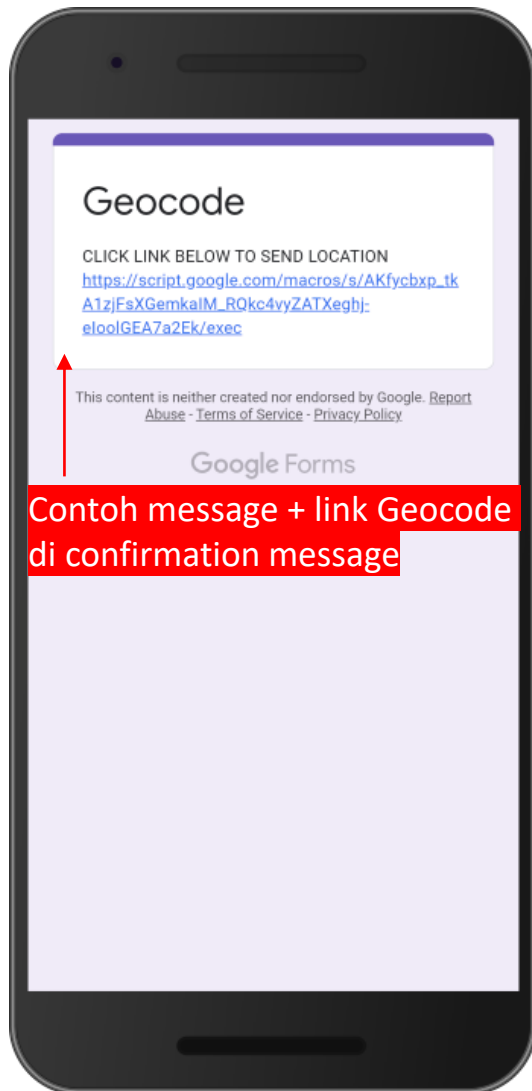 Geocode
CLICK LINK BELOW TO SEND LOCATION
https://script.google.com/macros/s/AKfycbxp_tk
A1zjFsXGemkaIM_RQkc4vyZATXeghj-
eIoolGEA7a2Ek/exec
This content is neither created nor endorsed by Google. Report
Abuse - Terms of Service - Privacy Policy
Google Forms
Contoh message + link Geocode
di confirmation message